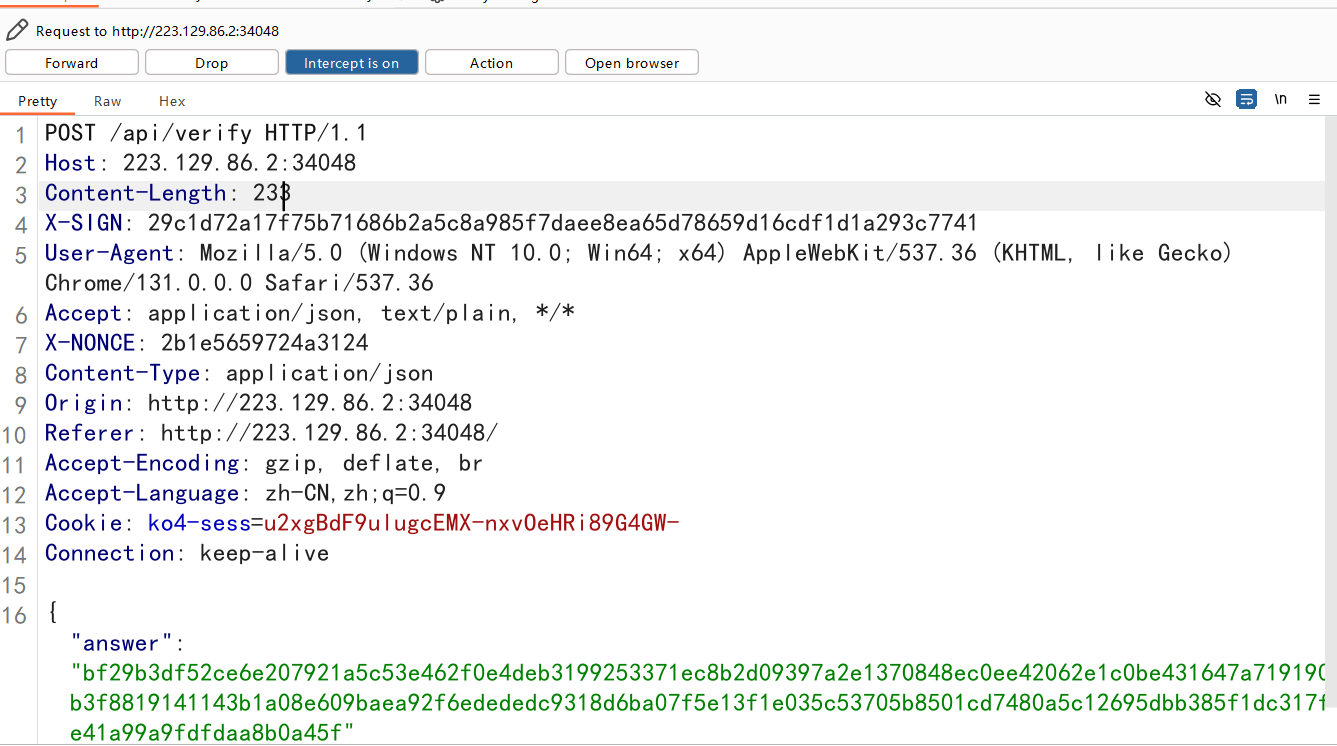 Request to http://223.129.86.2:34048
Forward Drop Intercept is on Action Open browser
Pretty Raw Hex \n
1 POST /api/verify HTTP/1.1
2 Host: 223.129.86.2:34048
3 Content-Length: 233
4 X-SIGN: 29c1d72a17f75b71686b2a5c8a985f7daee8ea65d78659d16cdf1d1a293c7741
5 User-Agent: Mozilla/5.0 (Windows NT 10.0; Win64; x64) AppleWebKit/537.36 (KHTML, like Gecko)
Chrome/131.0.0.0 Safari/537.36
6 Accept: application/json, text/plain, */*
7 X-NONCE: 2b1e5659724a3124
8 Content-Type: application/json
9 Origin: http://223.129.86.2:34048
10 Referer: http://223.129.86.2:34048/
11 Accept-Encoding: gzip, deflate, br
12 Accept-Language: zh-CN,zh;q=0.9
13 Cookie: ko4-sess=u2xgBdF9ulugcEMX-nxvOeHRi89G4GW-
14 Connection: keep-alive
15
16 {
"answer":
"bf29b3df52ce6e207921a5c53e462f0e4deb3199253371ec8b2d09397a2e1370848ec0ee42062e1c0be431647a719190
b3f8819141143b1a08e609baea92f6edededc9318d6ba07f5e13f1e035c53705b8501cd7480a5c12695dbb385f1dc317f
e41a99a9fdfdaa8b0a45f"